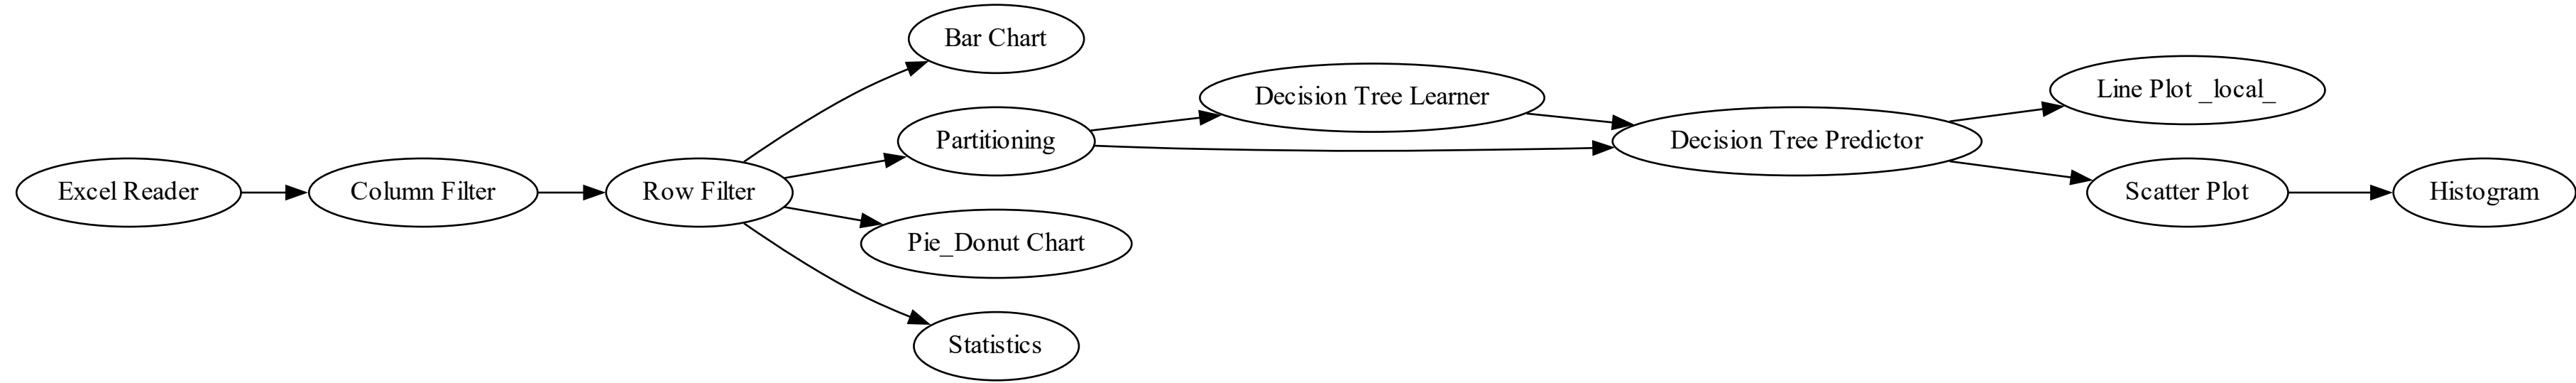 Excel Reader
Column Filter
Row Filter
Bar Chart
Partitioning
Pie_Donut Chart
Statistics
Decision Tree Learner
Decision Tree Predictor
Line Plot _local_
Scatter Plot
Histogram